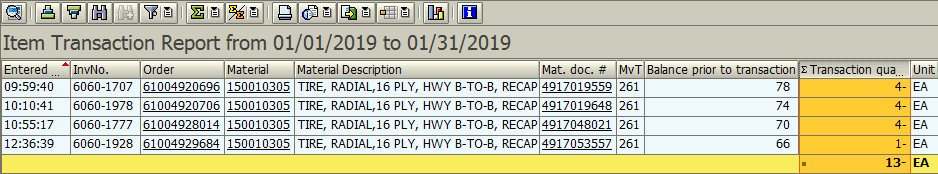 Item Transaction Report from 01/01/2019 to 01/31/2019
Entered ... InvNo. Order Material Material Description Mat. doc. # MvT Balance prior to transaction Σ Transaction qua... Unit
09:59:40 6060-1707 61004920696 150010305 TIRE, RADIAL,16 PLY, HWY B-TO-B, RECAP 4917019559 261 78 4- EA
10:10:41 6060-1978 61004920706 150010305 TIRE, RADIAL,16 PLY, HWY B-TO-B, RECAP 4917019648 261 74 4- EA
10:55:17 6060-1777 61004928014 150010305 TIRE, RADIAL,16 PLY, HWY B-TO-B, RECAP 4917048021 261 70 4- EA
12:36:39 6060-1928 61004929684 150010305 TIRE, RADIAL,16 PLY, HWY B-TO-B, RECAP 4917053557 261 66 1- EA
13- EA